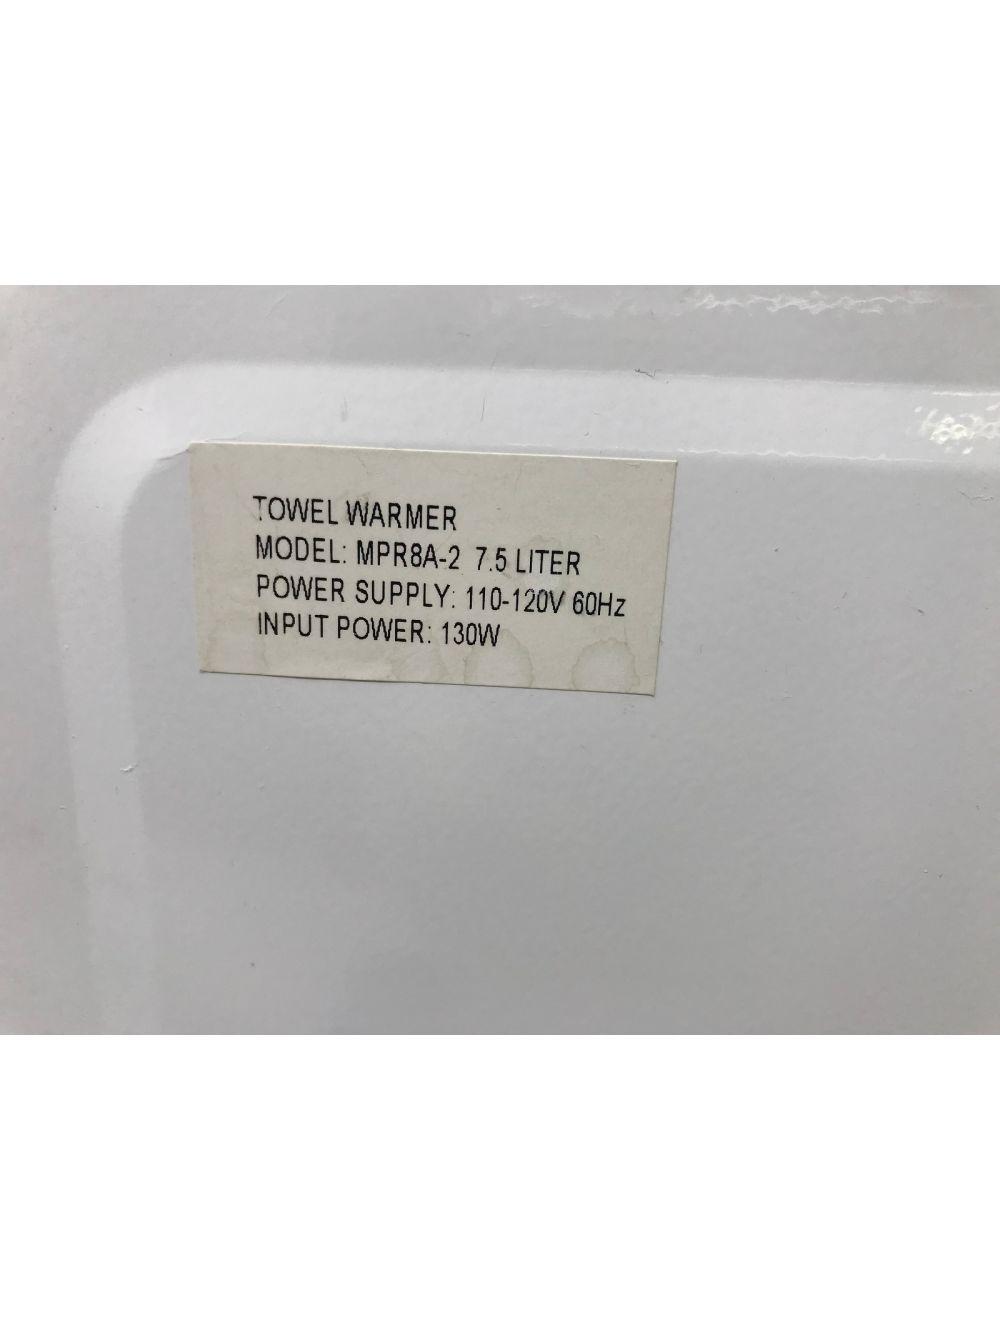 TOWEL WARMER
MODEL: MPR8A-2 7.5 LITER
POWER SUPPLY: 110-120V 60Hz
INPUT POWER: 130W